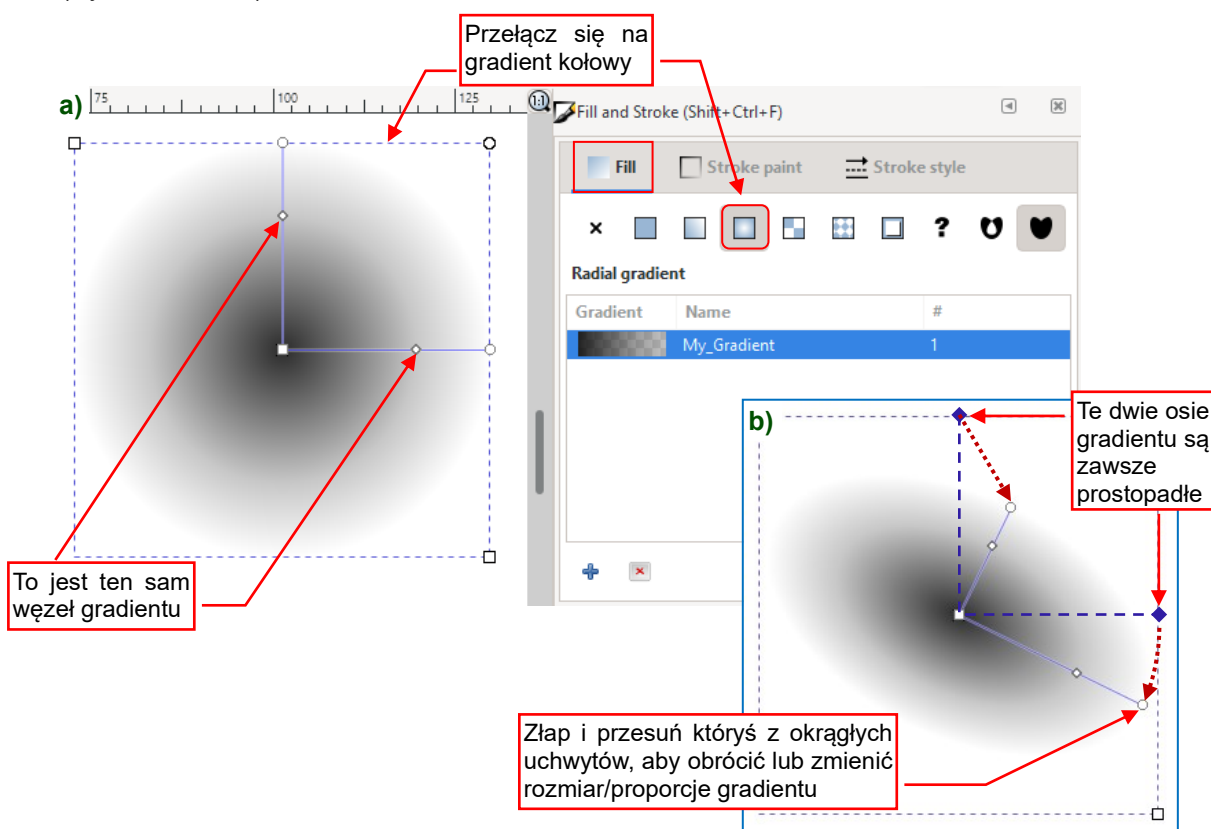 Przełącz się na
gradient kołowy
a)
75
100
125
1:1
Fill and Stroke (Shift+Ctrl+F)
Fill
Stroke paint
Stroke style
?
Radial gradient
Gradient Name #
My_Gradient 1
b)
Te dwie osie
gradientu są
zawsze
prostopadłe
To jest ten sam
węzeł gradientu
Złap i przesuń któryś z okrągłych
uchwytów, aby obrócić lub zmienić
rozmiar/proporcje gradientu